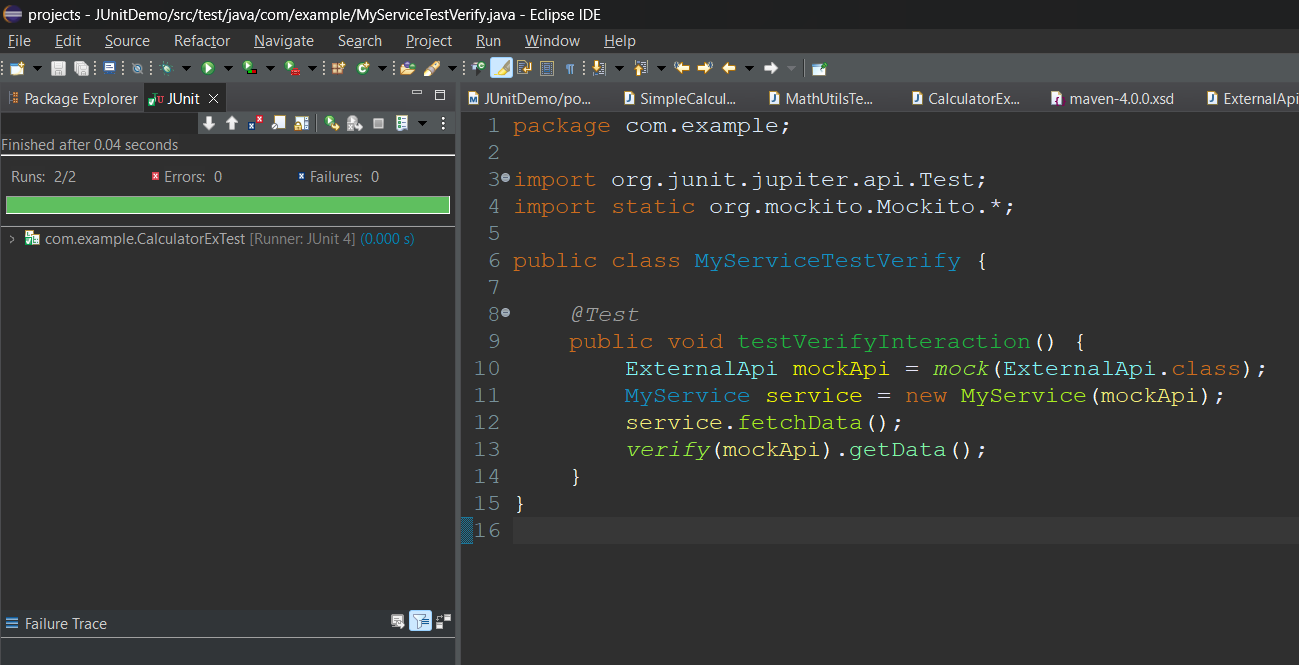 projects - JUnitDemo/src/test/java/com/example/MyServiceTestVerify.java - Eclipse IDE
File Edit Source Refactor Navigate Search Project Run Window Help
Package Explorer JUnit
JUnitDemo/po... SimpleCalcul... MathUtilsTe... CalculatorEx... maven-4.0.0.xsd ExternalApi
Finished after 0.04 seconds
Runs: 2/2 Errors: 0 Failures: 0
com.example.CalculatorExTest [Runner: JUnit 4] (0.000 s)
Failure Trace
1 package com.example;
2
3 import org.junit.jupiter.api.Test;
4 import static org.mockito.Mockito.*;
5
6 public class MyServiceTestVerify {
7
8 @Test
9 public void testVerifyInteraction() {
10 ExternalApi mockApi = mock(ExternalApi.class);
11 MyService service = new MyService(mockApi);
12 service.fetchData();
13 verify(mockApi).getData();
14 }
15 }
16